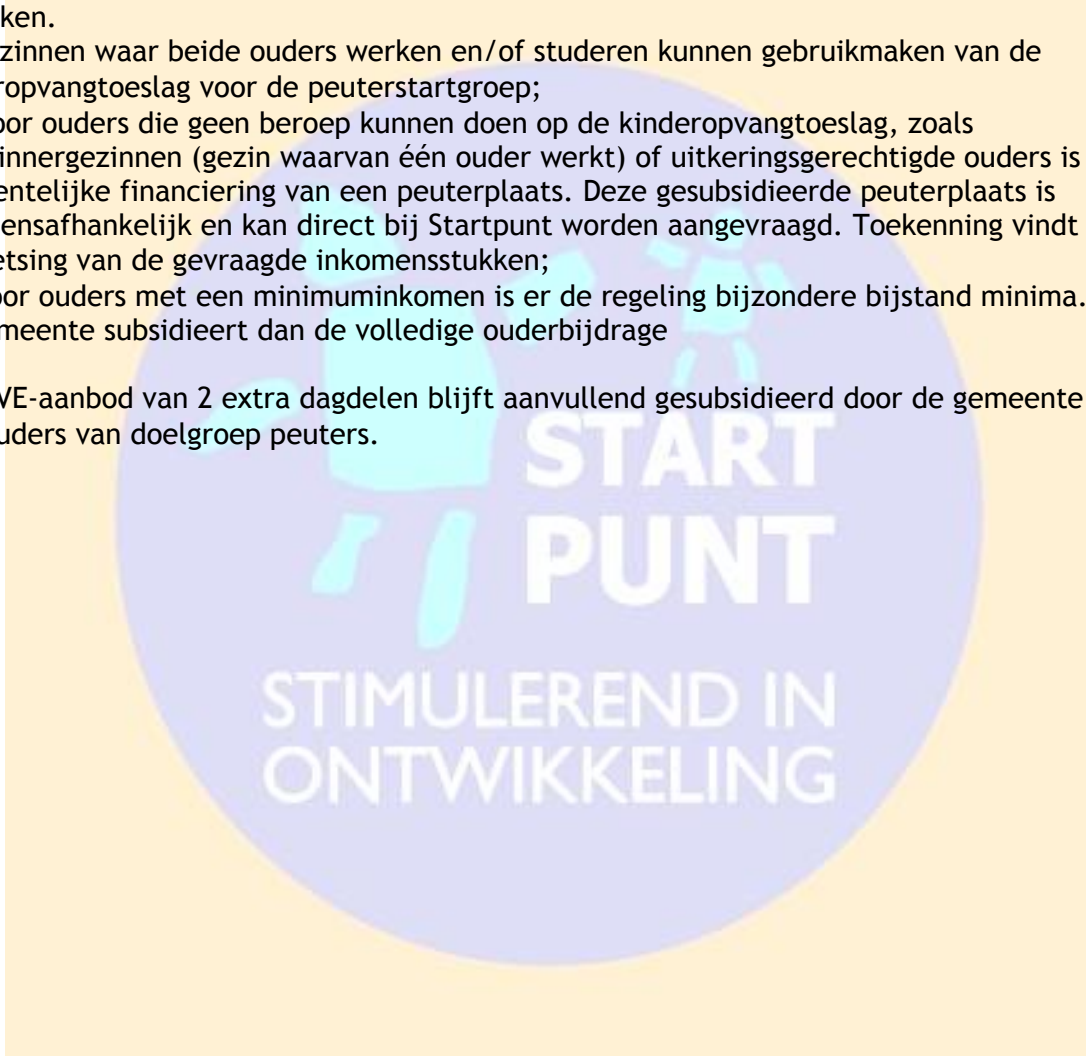 ken.
zinnen waar beide ouders werken en/of studeren kunnen gebruikmaken van de
ropvangtoeslag voor de peuterstartgroep;
oor ouders die geen beroep kunnen doen op de kinderopvangtoeslag, zoals
innergezinnen (gezin waarvan één ouder werkt) of uitkeringsgerechtigde ouders is
entelijke financiering van een peuterplaats. Deze gesubsidieerde peuterplaats is
ensafhankelijk en kan direct bij Startpunt worden aangevraagd. Toekenning vindt
etsing van de gevraagde inkomensstukken;
oor ouders met een minimuminkomen is er de regeling bijzondere bijstand minima.
meente subsidieert dan de volledige ouderbijdrage
VE-aanbod van 2 extra dagdelen blijft aanvullend gesubsidieerd door de gemeente
uders van doelgroep peuters.
START
PUNT
STIMULEREND IN
ONTWIKKELING